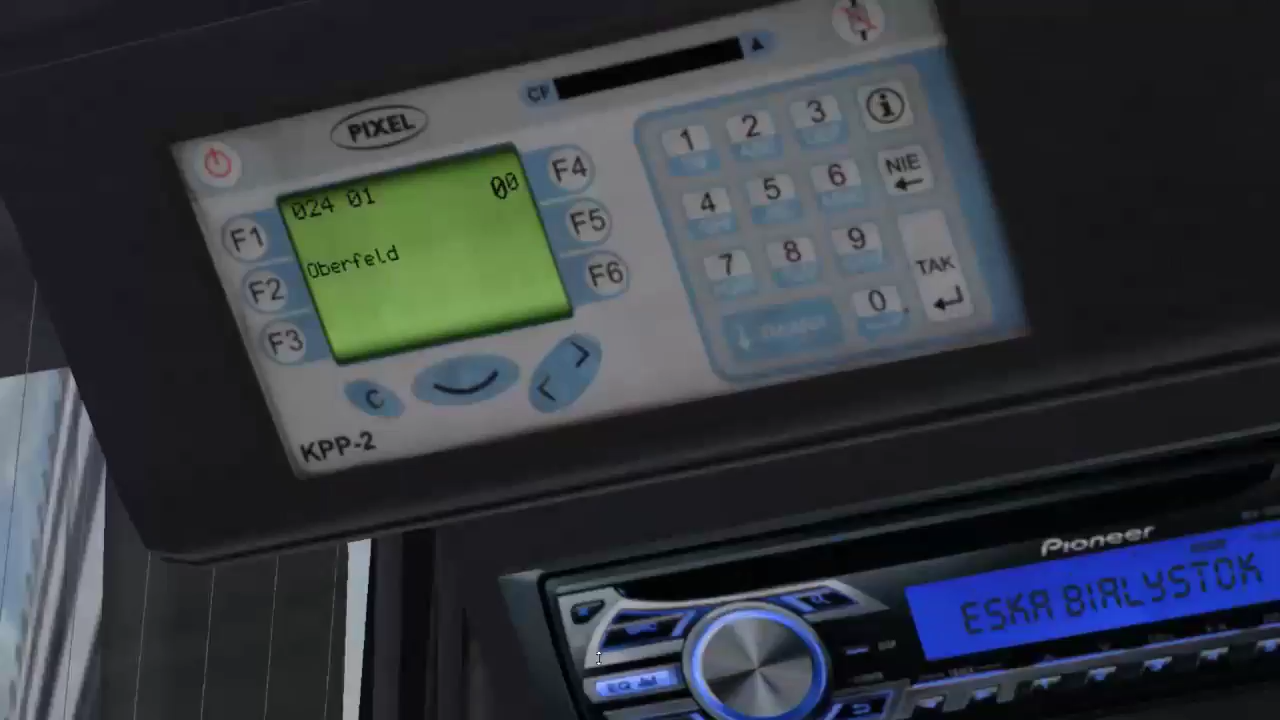 CF
PIXEL
024 01 00
Oberfeld
F1
F2
F3
F4
F5
F6
1 2 3
4 5 6
7 8 9
0
NIE
TAK
C
KPP-2
Pioneer
ESKA BIALYSTOK
EQ